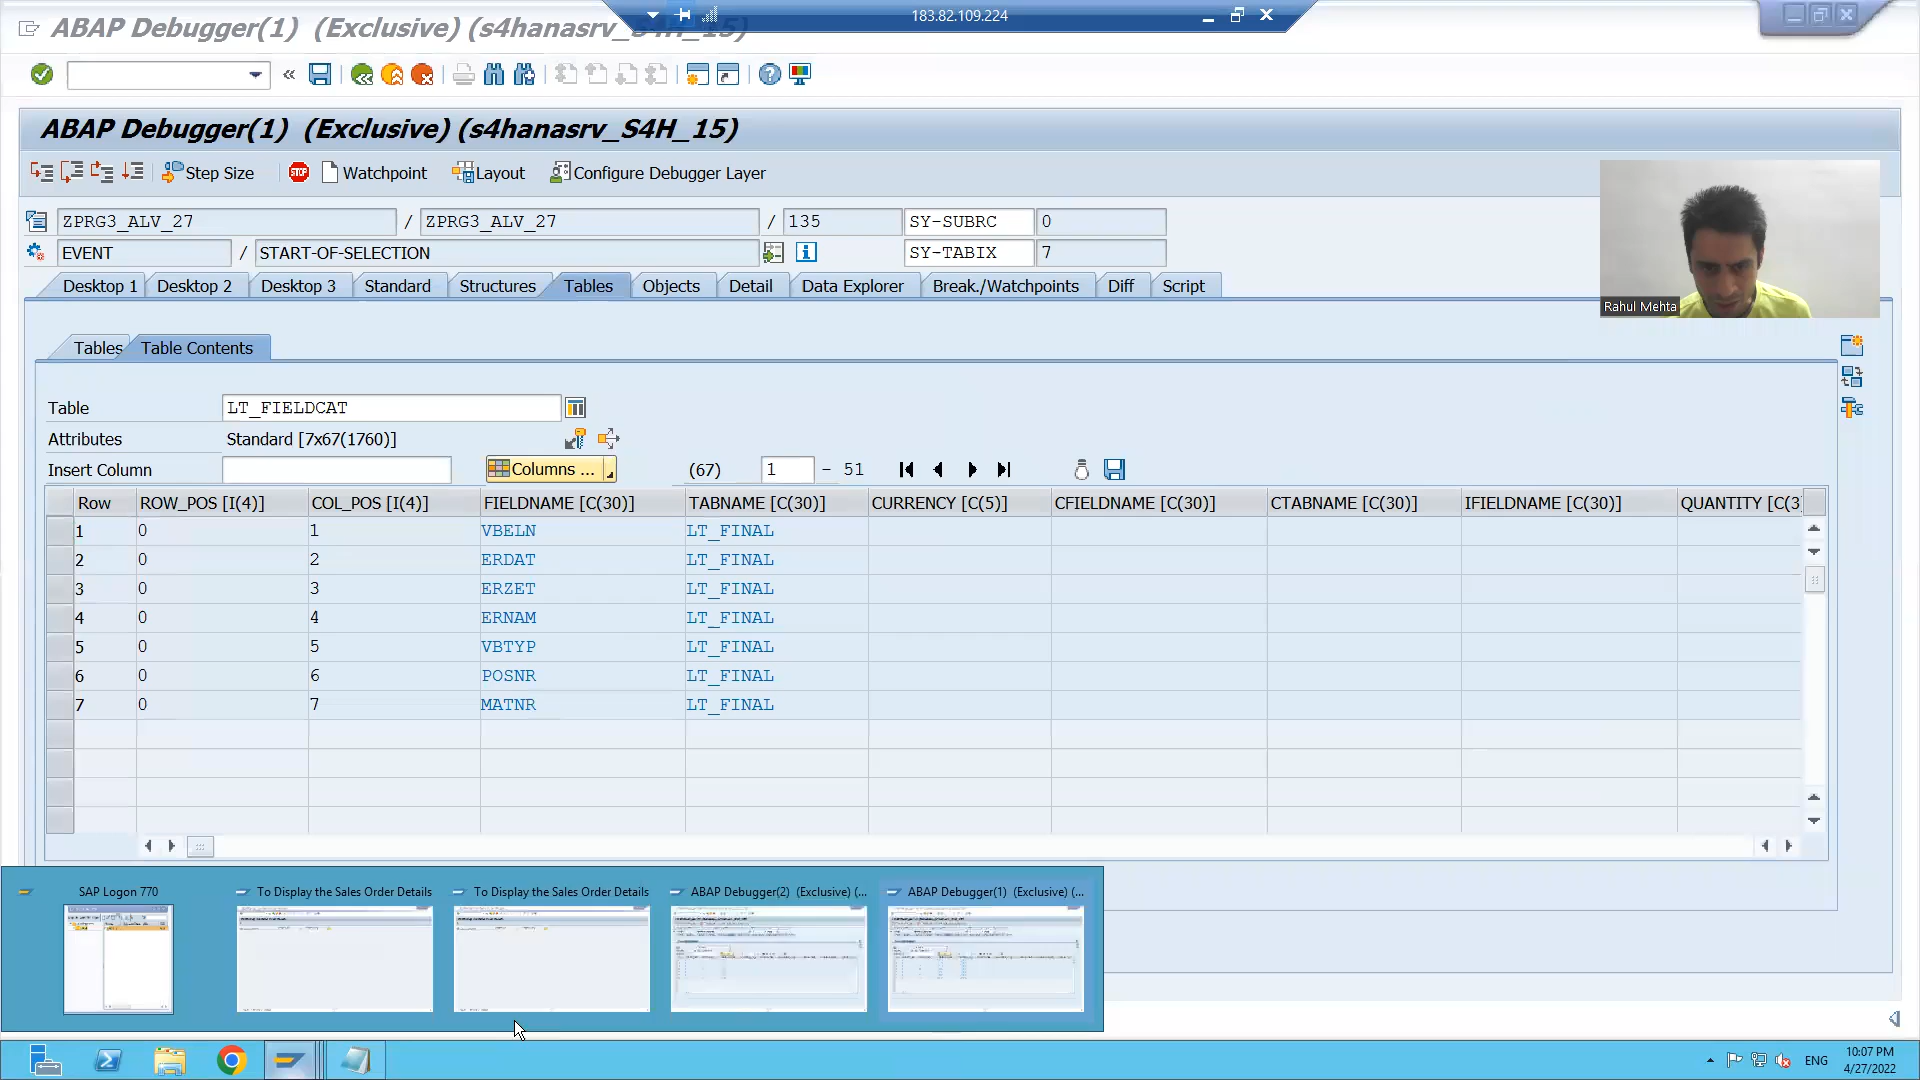 183.82.109.224
ABAP Debugger(1) (Exclusive) (s4hanasrv_S4H_15)
ABAP Debugger(1) (Exclusive) (s4hanasrv_S4H_15)
Step Size STOP Watchpoint Layout Configure Debugger Layer
ZPRG3_ALV_27 / ZPRG3_ALV_27 / 135 SY-SUBRC 0
EVENT / START-OF-SELECTION SY-TABIX 7
Rahul Mehta
Desktop 1 Desktop 2 Desktop 3 Standard Structures Tables Objects Detail Data Explorer Break./Watchpoints Diff Script
Tables Table Contents
Table LT_FIELDCAT
Attributes Standard [7x67(1760)]
Insert Column Columns ... (67) 1 - 51
Row ROW_POS [I(4)] COL_POS [I(4)] FIELDNAME [C(30)] TABNAME [C(30)] CURRENCY [C(5)] CFIELDNAME [C(30)] CTABNAME [C(30)] IFIELDNAME [C(30)] QUANTITY [C(3
1 0 1 VBELN LT_FINAL
2 0 2 ERDAT LT_FINAL
3 0 3 ERZET LT_FINAL
4 0 4 ERNAM LT_FINAL
5 0 5 VBTYP LT_FINAL
6 0 6 POSNR LT_FINAL
7 0 7 MATNR LT_FINAL
SAP Logon 770 To Display the Sales Order Details To Display the Sales Order Details ABAP Debugger(2) (Exclusive) (... ABAP Debugger(1) (Exclusive) (...
ENG
10:07 PM
4/27/2022